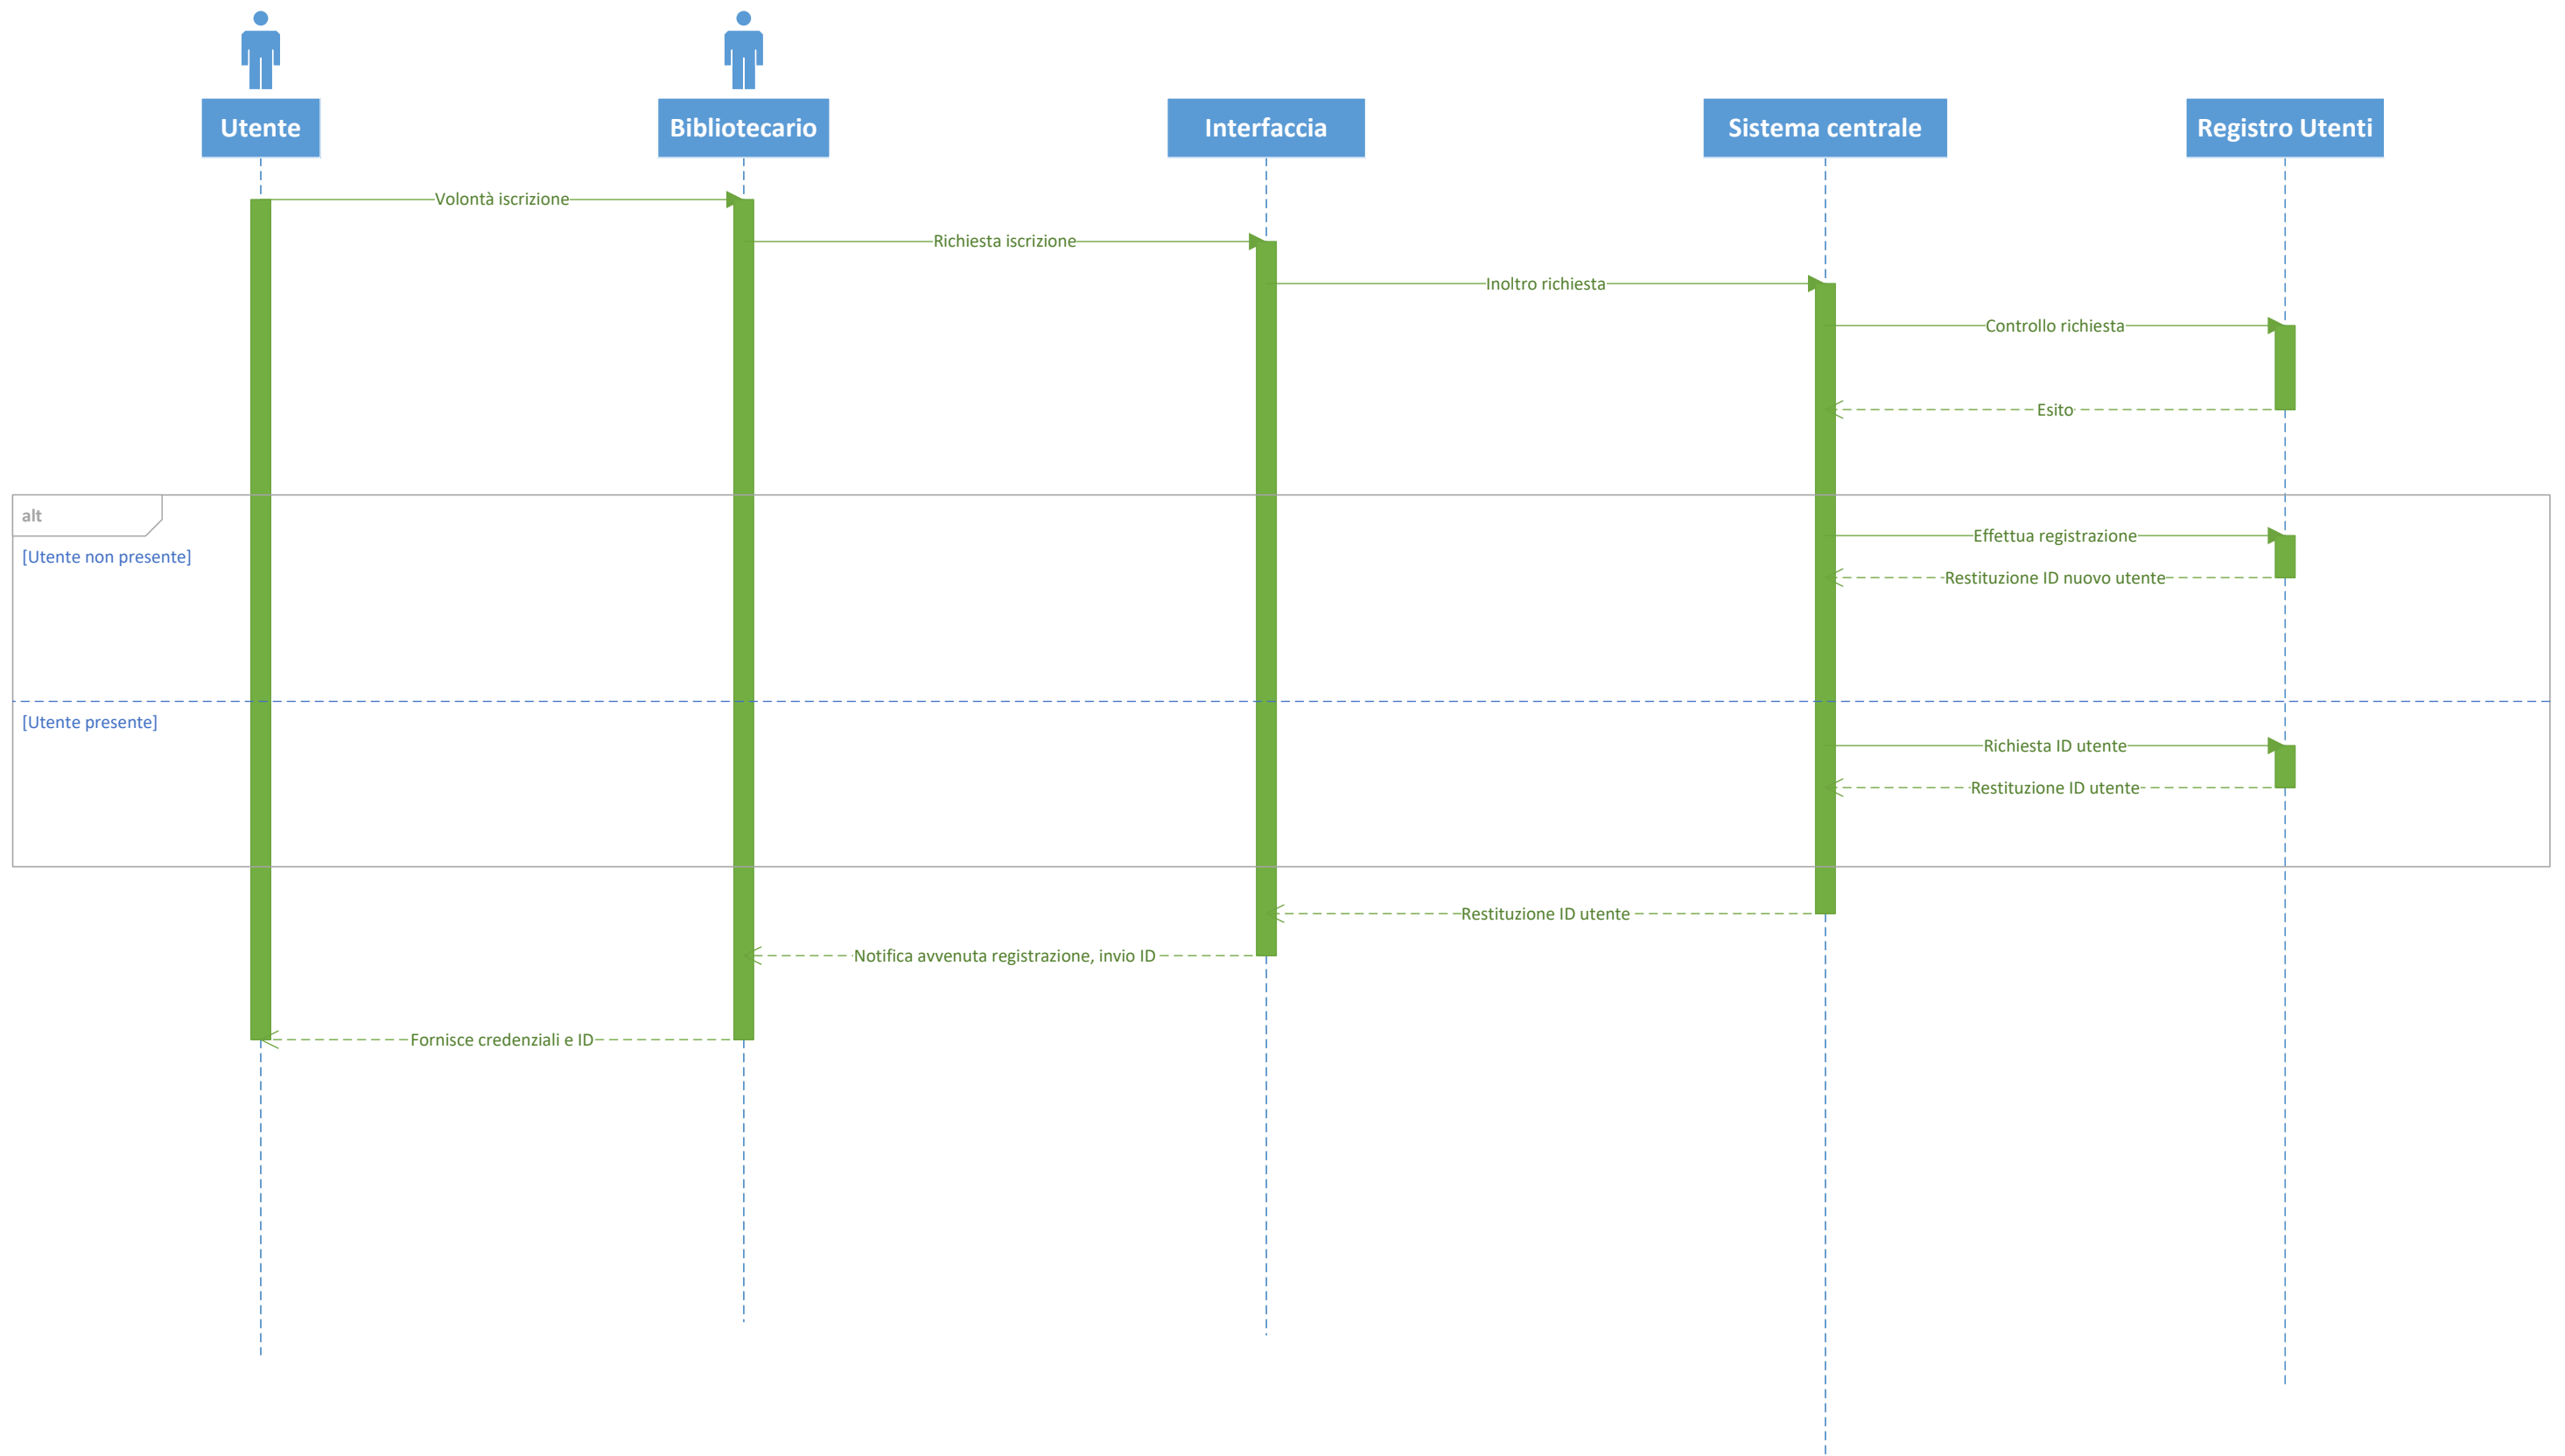 Utente
Bibliotecario
Interfaccia
Sistema centrale
Registro Utenti
Volontà iscrizione
Richiesta iscrizione
Inoltro richiesta
Controllo richiesta
Esito
alt
Effettua registrazione
[Utente non presente]
Restituzione ID nuovo utente
[Utente presente]
Richiesta ID utente
Restituzione ID utente
Restituzione ID utente
Notifica avvenuta registrazione, invio ID
Fornisce credenziali e ID